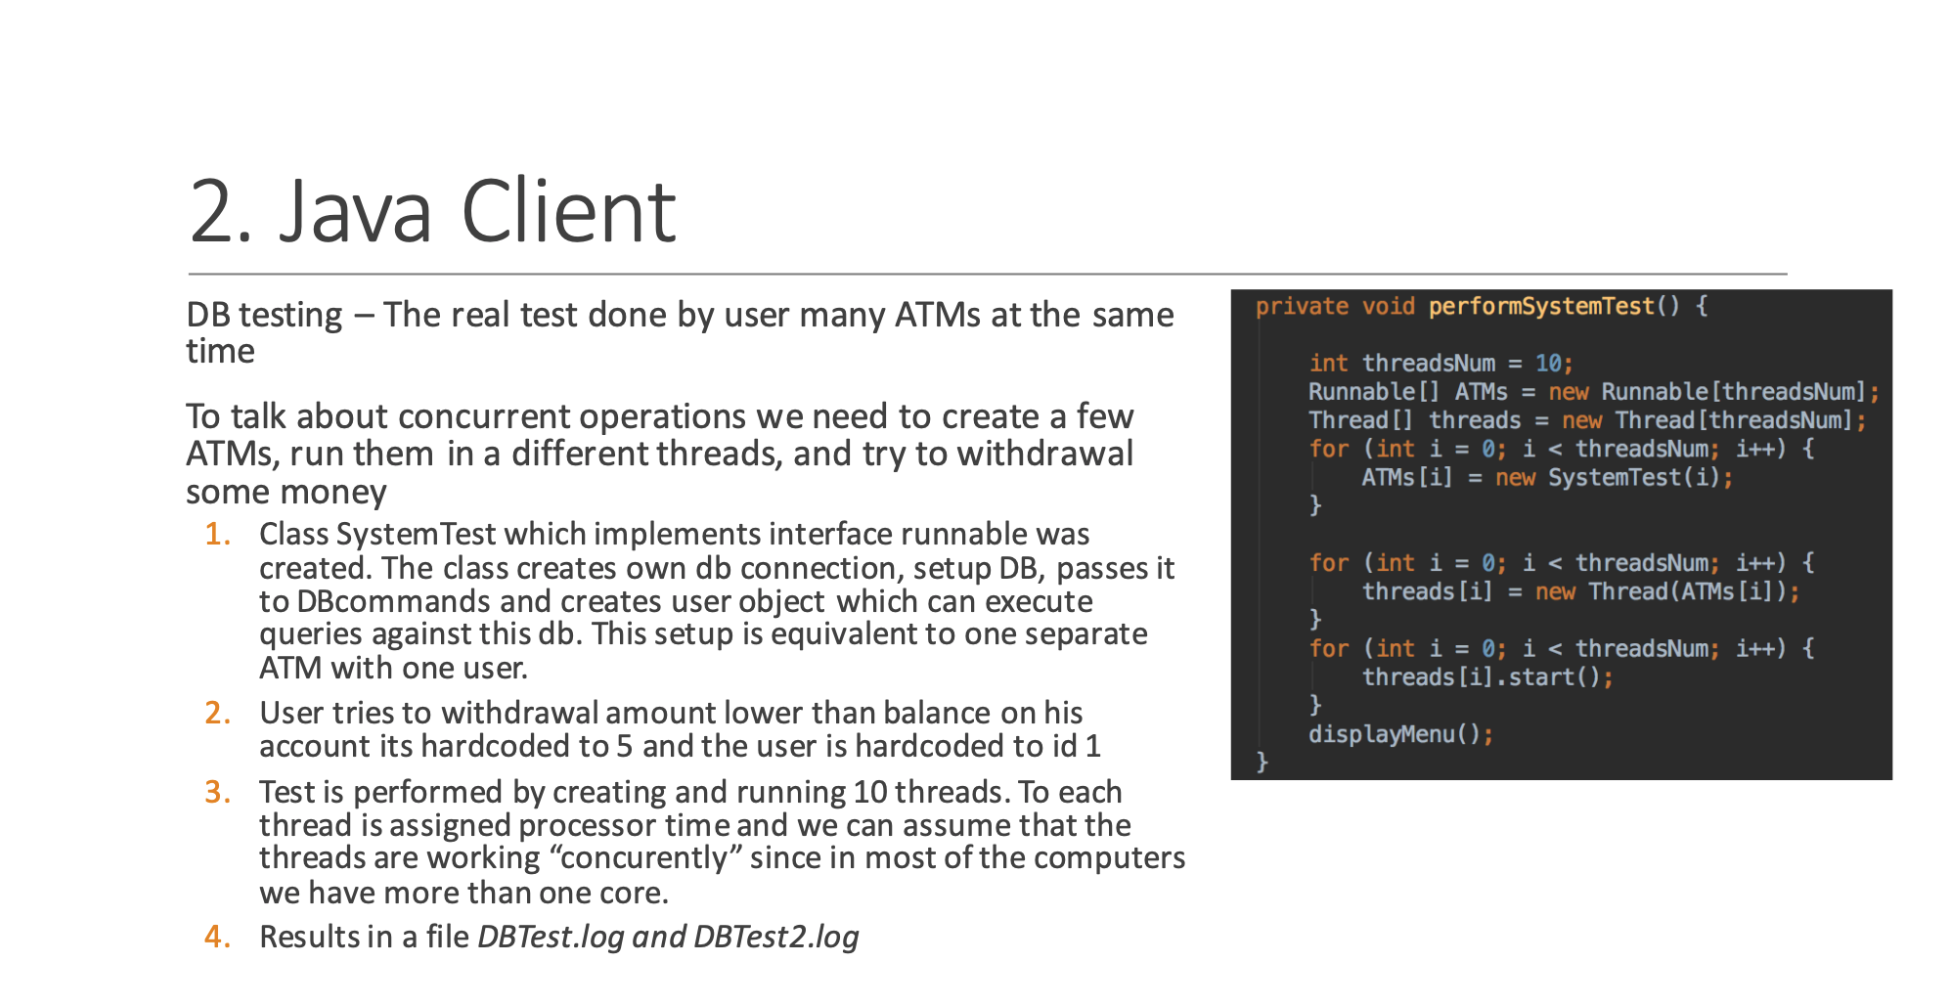 2. Java Client
DB testing – The real test done by user many ATMs at the same
time
To talk about concurrent operations we need to create a few
ATMs, run them in a different threads, and try to withdrawal
some money
1. Class SystemTest which implements interface runnable was
created. The class creates own db connection, setup DB, passes it
to DBcommands and creates user object which can execute
queries against this db. This setup is equivalent to one separate
ATM with one user.
2. User tries to withdrawal amount lower than balance on his
account its hardcoded to 5 and the user is hardcoded to id 1
3. Test is performed by creating and running 10 threads. To each
thread is assigned processor time and we can assume that the
threads are working “concurently” since in most of the computers
we have more than one core.
4. Results in a file DBTest.log and DBTest2.log
private void performSystemTest() {
int threadsNum = 10;
Runnable[] ATMs = new Runnable[threadsNum];
Thread[] threads = new Thread[threadsNum];
for (int i = 0; i < threadsNum; i++) {
ATMs[i] = new SystemTest(i);
}
for (int i = 0; i < threadsNum; i++) {
threads[i] = new Thread(ATMs[i]);
}
for (int i = 0; i < threadsNum; i++) {
threads[i].start();
}
displayMenu();
}